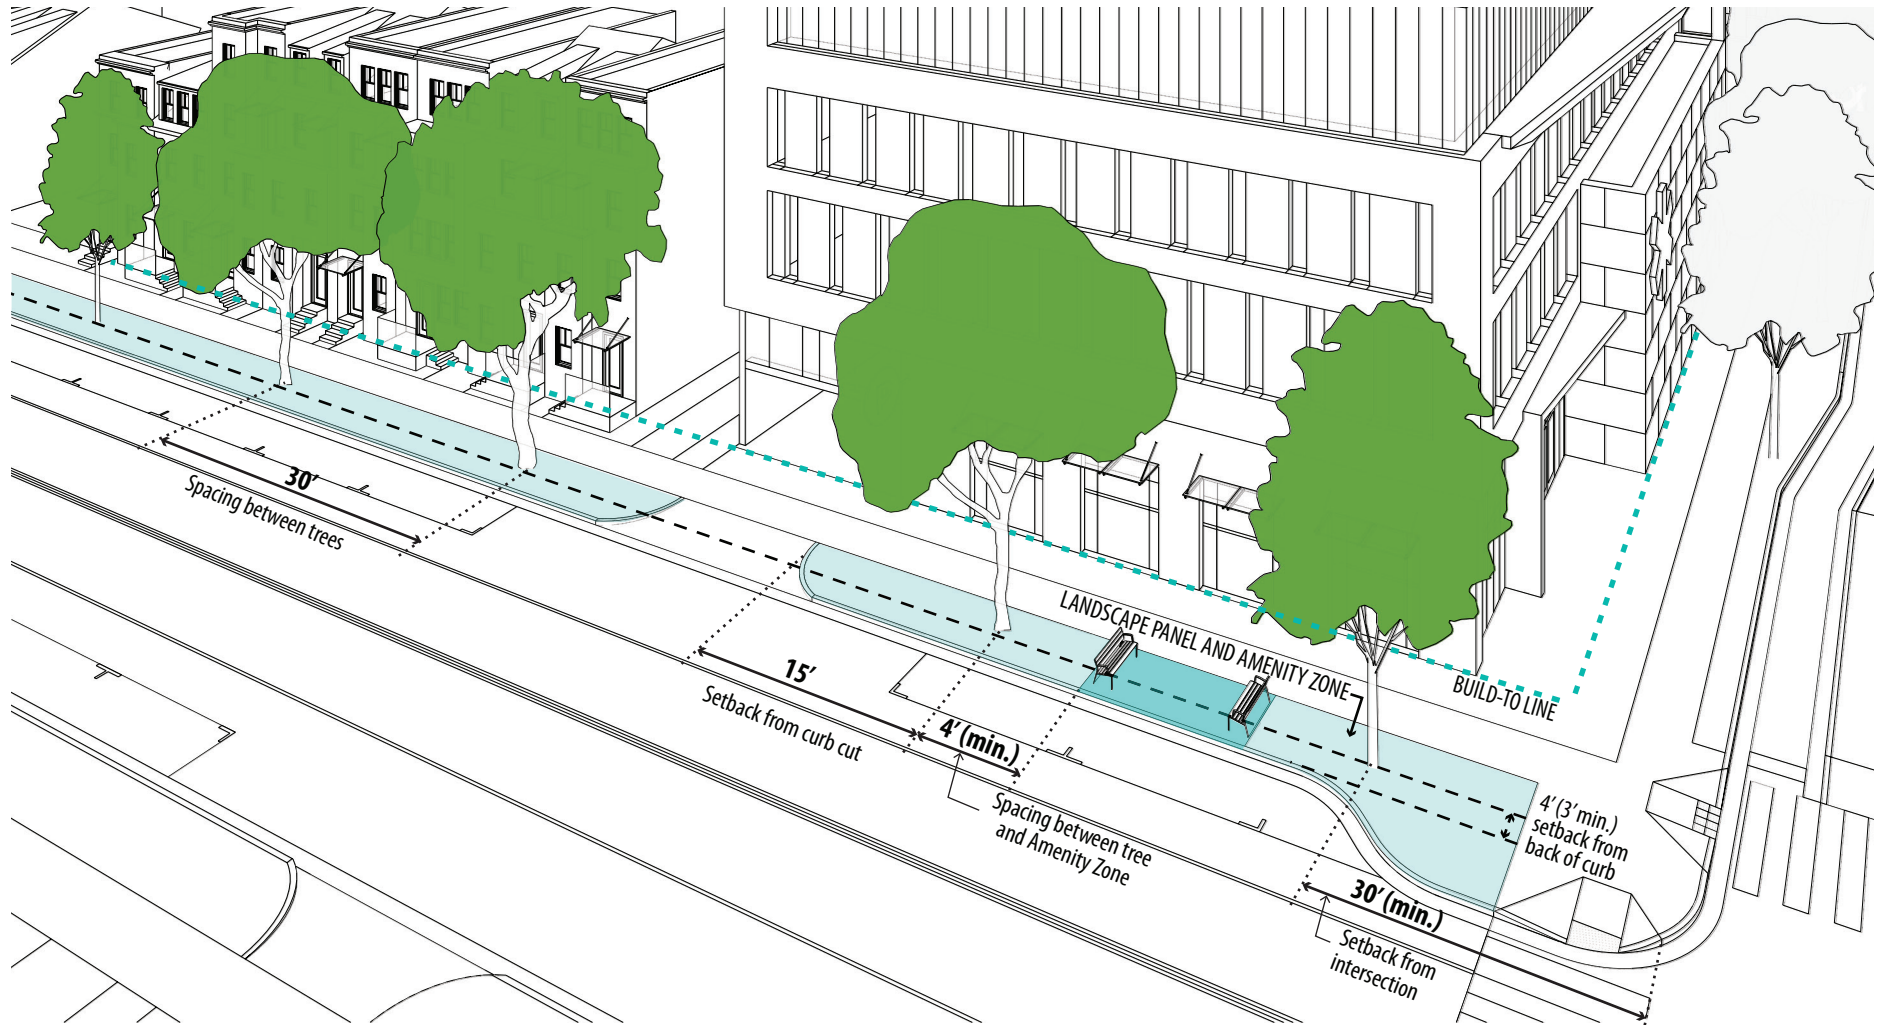 30’
Spacing between trees
15’
Setback from curb cut
4’ (min.)
Spacing between tree
and Amenity Zone
LANDSCAPE PANEL AND AMENITY ZONE
BUILD-TO LINE
4’ (3’ min.)
setback from
back of curb
30’ (min.)
Setback from
intersection